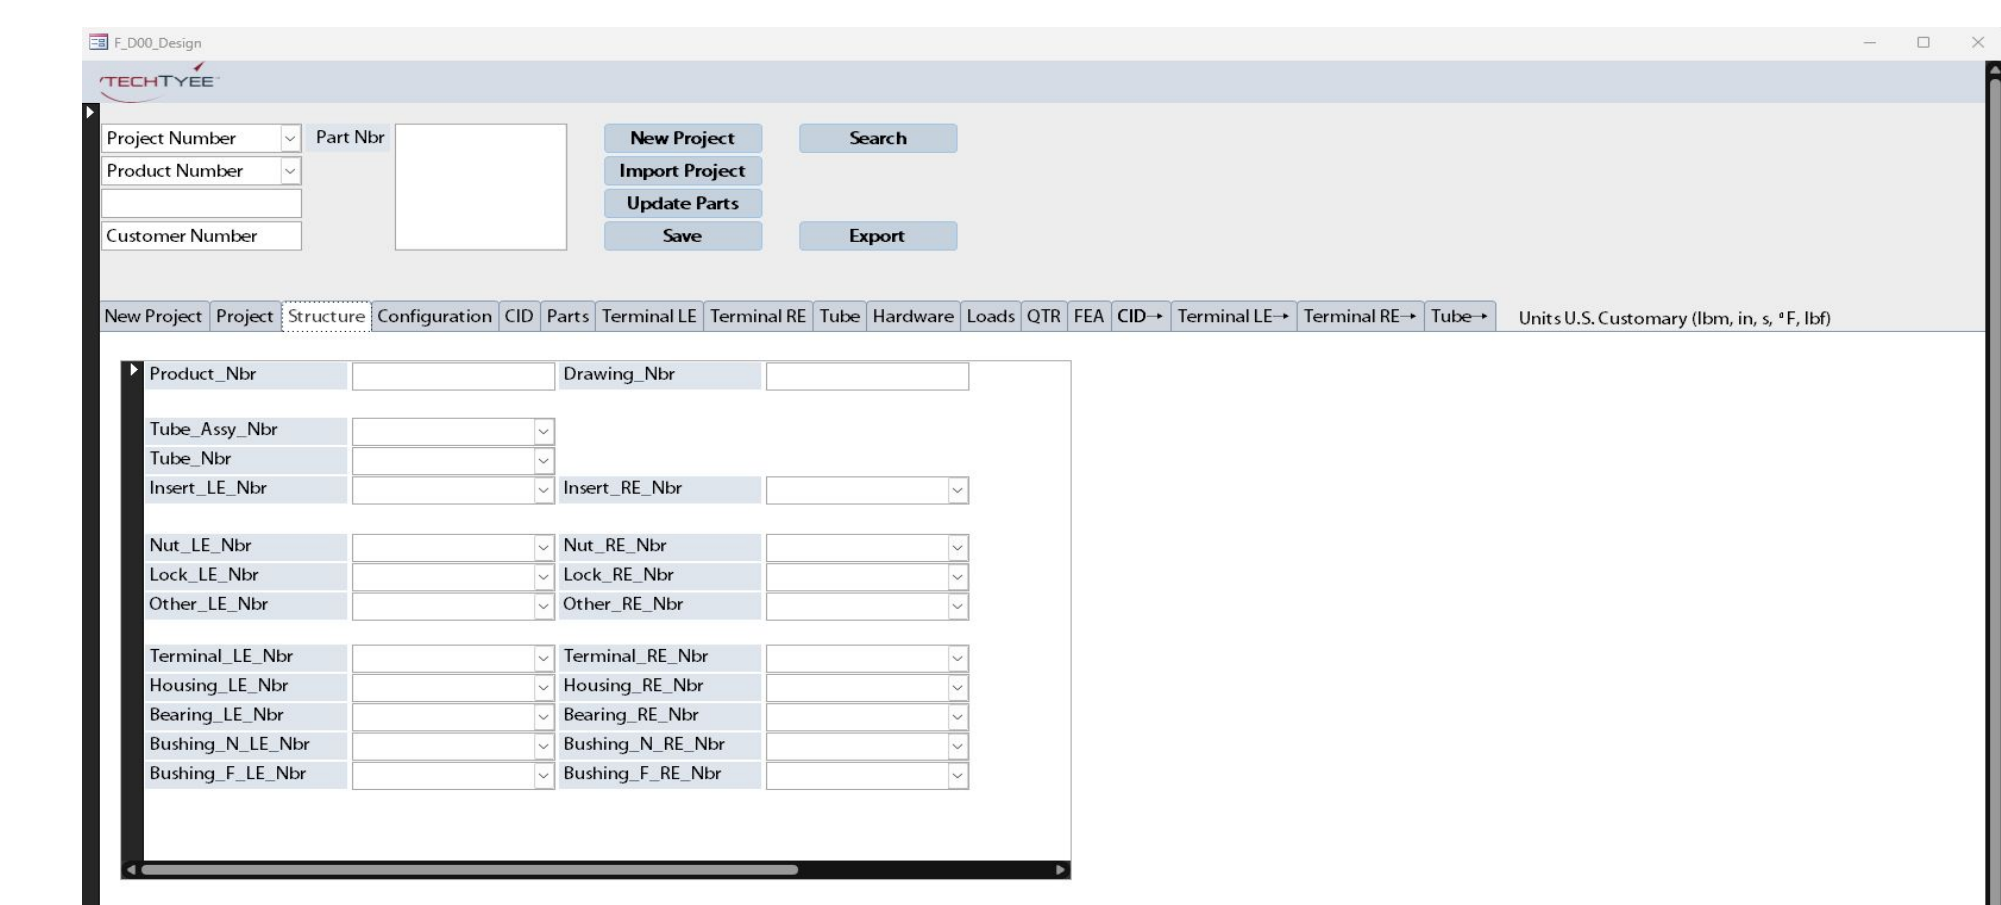 F_D00_Design
TECHTYEE
Project Number Part Nbr New Project Search
Product Number Import Project
Update Parts
Customer Number Save Export
New Project Project Structure Configuration CID Parts Terminal LE Terminal RE Tube Hardware Loads QTR FEA CID→ Terminal LE→ Terminal RE→ Tube→ Units U.S. Customary (lbm, in, s, °F, lbf)
Product_Nbr Drawing_Nbr
Tube_Assy_Nbr
Tube_Nbr
Insert_LE_Nbr Insert_RE_Nbr
Nut_LE_Nbr Nut_RE_Nbr
Lock_LE_Nbr Lock_RE_Nbr
Other_LE_Nbr Other_RE_Nbr
Terminal_LE_Nbr Terminal_RE_Nbr
Housing_LE_Nbr Housing_RE_Nbr
Bearing_LE_Nbr Bearing_RE_Nbr
Bushing_N_LE_Nbr Bushing_N_RE_Nbr
Bushing_F_LE_Nbr Bushing_F_RE_Nbr